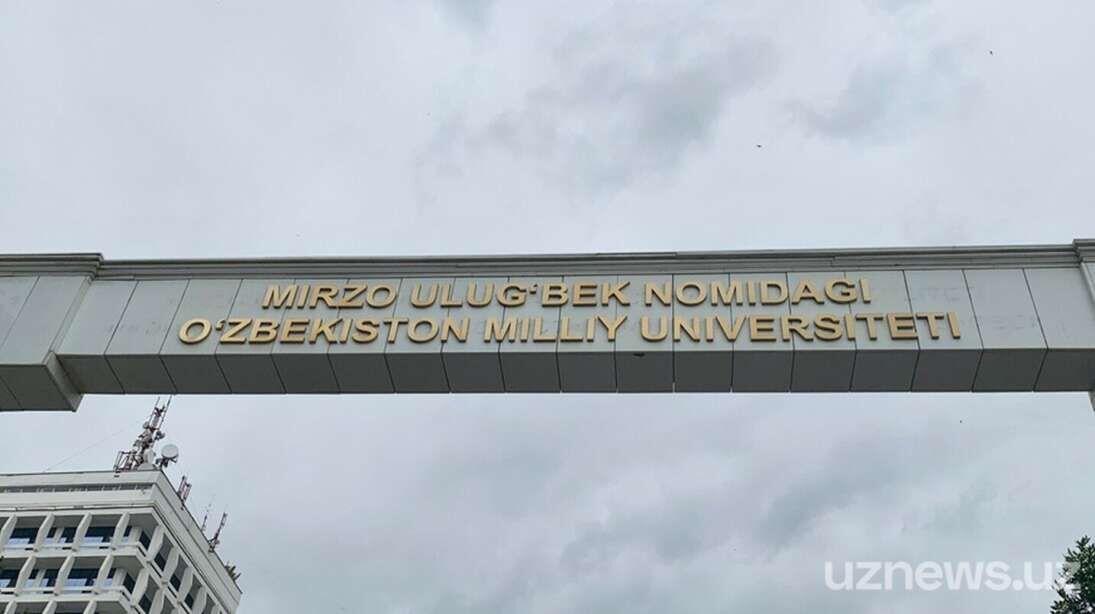 MIRZO ULUG‘BEK NOMIDAGI
O‘ZBEKISTON MILLIY UNIVERSITETI
uznews.uz